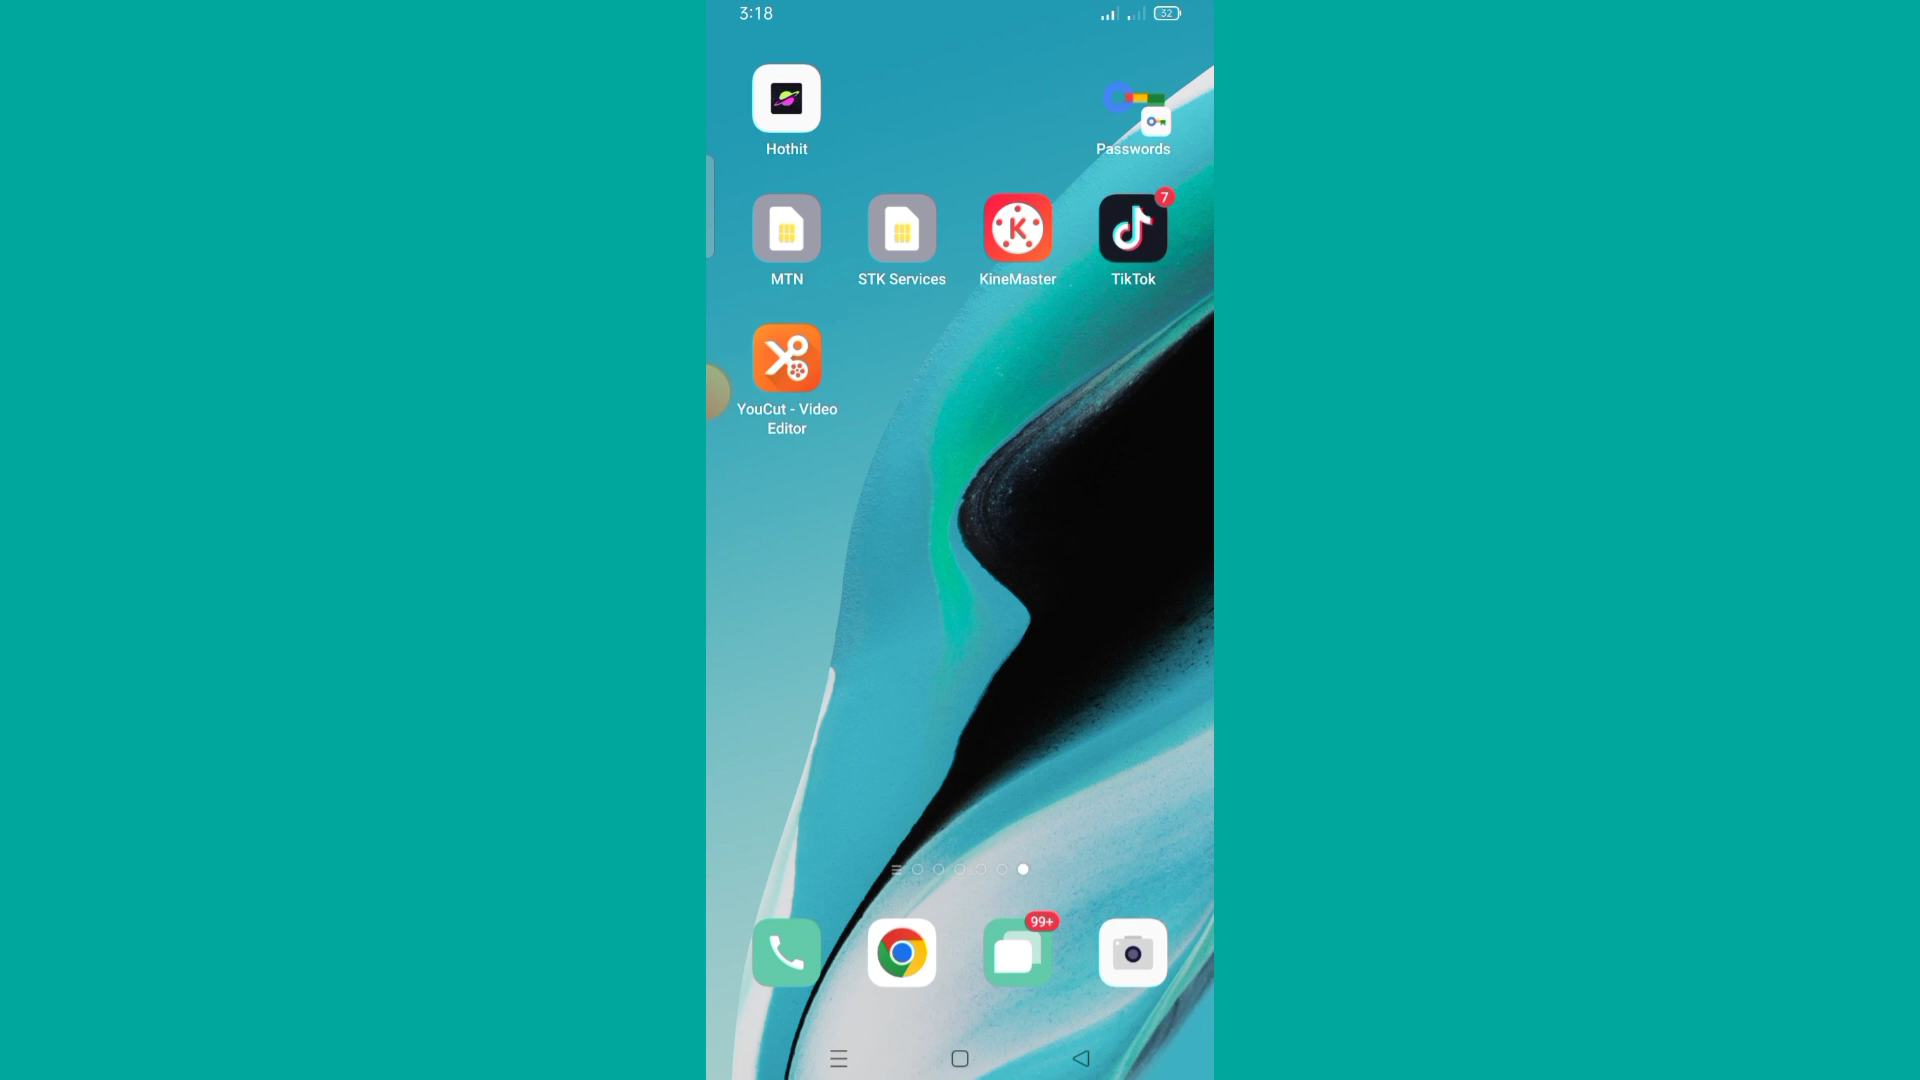 3:18
32
Hothit
Passwords
MTN
STK Services
KineMaster
7
TikTok
YouCut - Video
Editor
99+